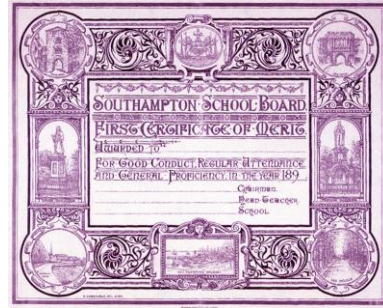 SOUTHAMPTON SCHOOL BOARD.
FIRST CERTIFICATE OF MERIT.
AWARDED TO
FOR GOOD CONDUCT, REGULAR ATTENDANCE
AND GENERAL PROFICIENCY, IN THE YEAR 189
CHAIRMAN.
HEAD TEACHER.
SCHOOL